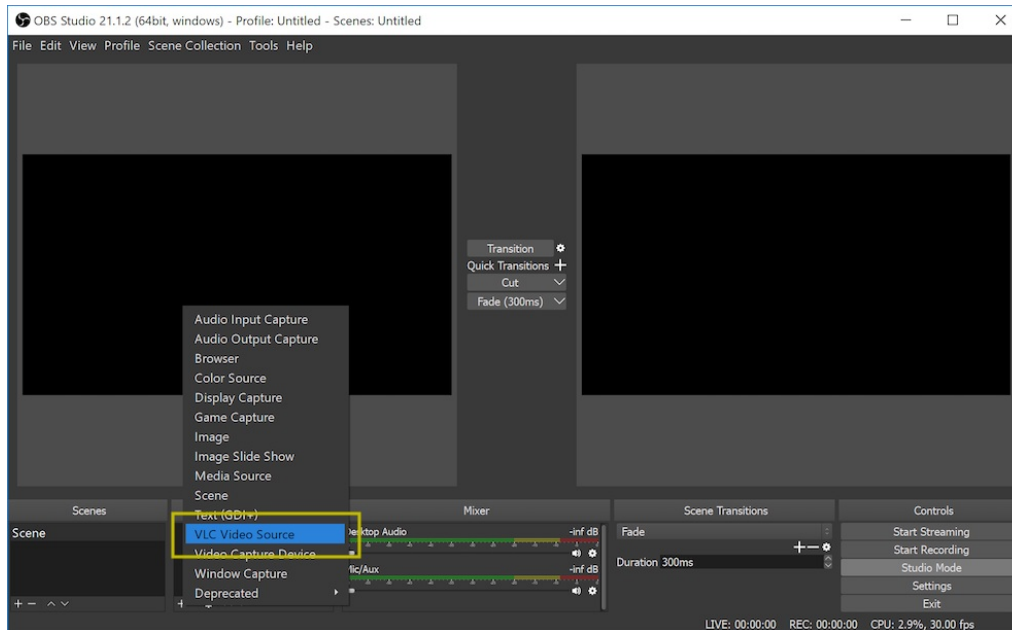 OBS Studio 21.1.2 (64bit, windows) - Profile: Untitled - Scenes: Untitled
File Edit View Profile Scene Collection Tools Help
Transition
Quick Transitions
Cut
Fade (300ms)
Audio Input Capture
Audio Output Capture
Browser
Color Source
Display Capture
Game Capture
Image
Image Slide Show
Media Source
Scene
Text (GDI+)
VLC Video Source
Video Capture Device
Window Capture
Deprecated
Scenes
Scene
Mixer
Desktop Audio -inf dB
Mic/Aux -inf dB
Scene Transitions
Fade
Duration 300ms
Controls
Start Streaming
Start Recording
Studio Mode
Settings
Exit
LIVE: 00:00:00 REC: 00:00:00 CPU: 2.9%, 30.00 fps